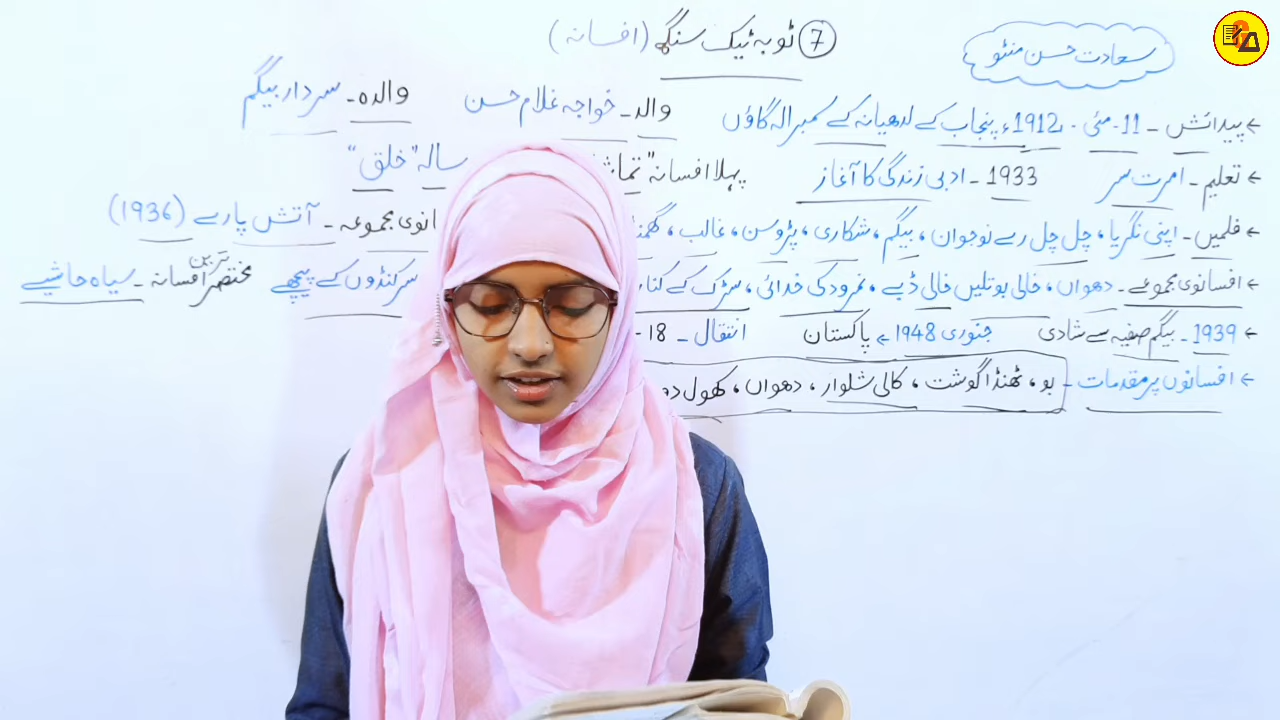 ⑦ ٹوبہ ٹیک سنگھ (افسانہ)
سعادت حسن منٹو
← پیدائش ۔ 11۔ مئی ۔ 1912ء، پنجاب کے لدھیانہ کے سمبرالہ گاؤں والد ۔ خواجہ غلام حسن والدہ ۔ سردار بیگم
← تعلیم ۔ امرت سر 1933 ۔ ادبی زندگی کا آغاز پہلا افسانہ "تماشہ رسالہ "خلق"
← فلمیں ۔ اپنی نگریا، چل چل رے نوجوان، بیگم، شکاری، پڑوسن، غالب، گھمنڈ انوی مجموعہ ۔ آتش پارے (1936)
← افسانوی مجموعے ۔ دھواں، خالی بوتلیں خالی ڈبے، نمرود کی خدائی، سڑک کے کنارے سرکنڈوں کے پیچھے مختصر ترین افسانہ ۔ سیاہ حاشیے
← 1939 ۔ بیگم صفیہ سے شادی جنوری 1948 ← پاکستان انتقال ۔ 18 ۔
← افسانوں پر مقدمات ۔ بو، ٹھنڈا گوشت، کالی شلوار، دھواں، کھول دو